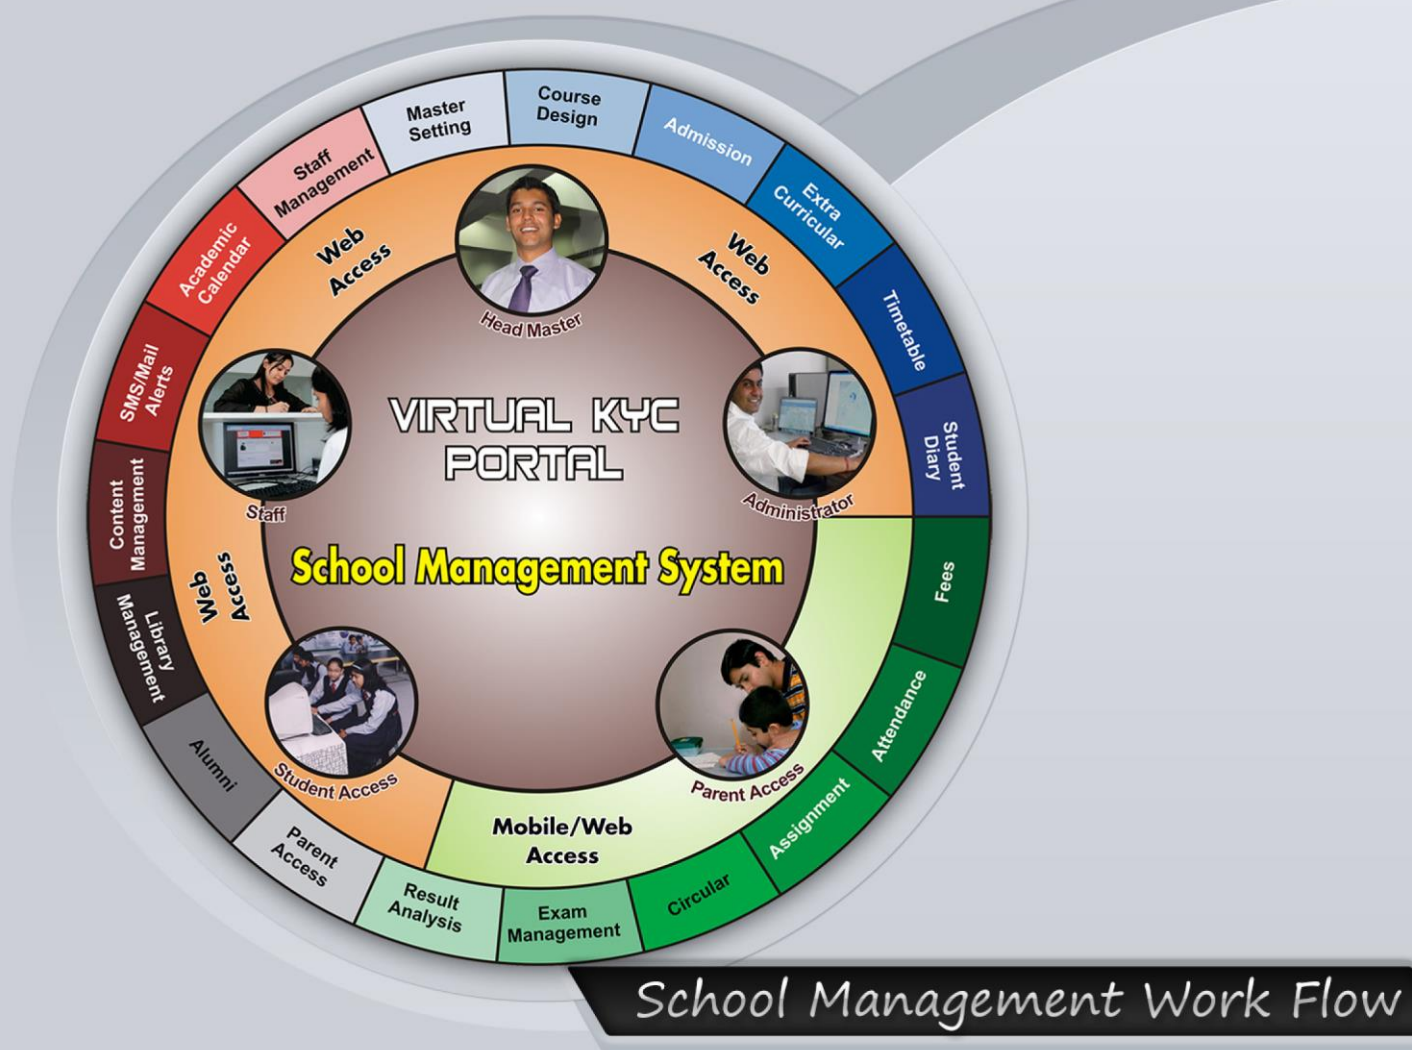 Master
Setting
Course
Design
Admission
Extra
Curricular
Timetable
Student
Diary
Fees
Attendance
Assignment
Circular
Exam
Management
Result
Analysis
Parent
Access
Alumni
Library
Management
Content
Management
SMS/Mail
Alerts
Academic
Calendar
Staff
Management
Web
Access
Web
Access
Web
Access
Mobile/Web
Access
Head Master
Administrator
Parent Access
Student Access
Staff
VIRTUAL KYC
PORTAL
School Management System
School Management Work Flow